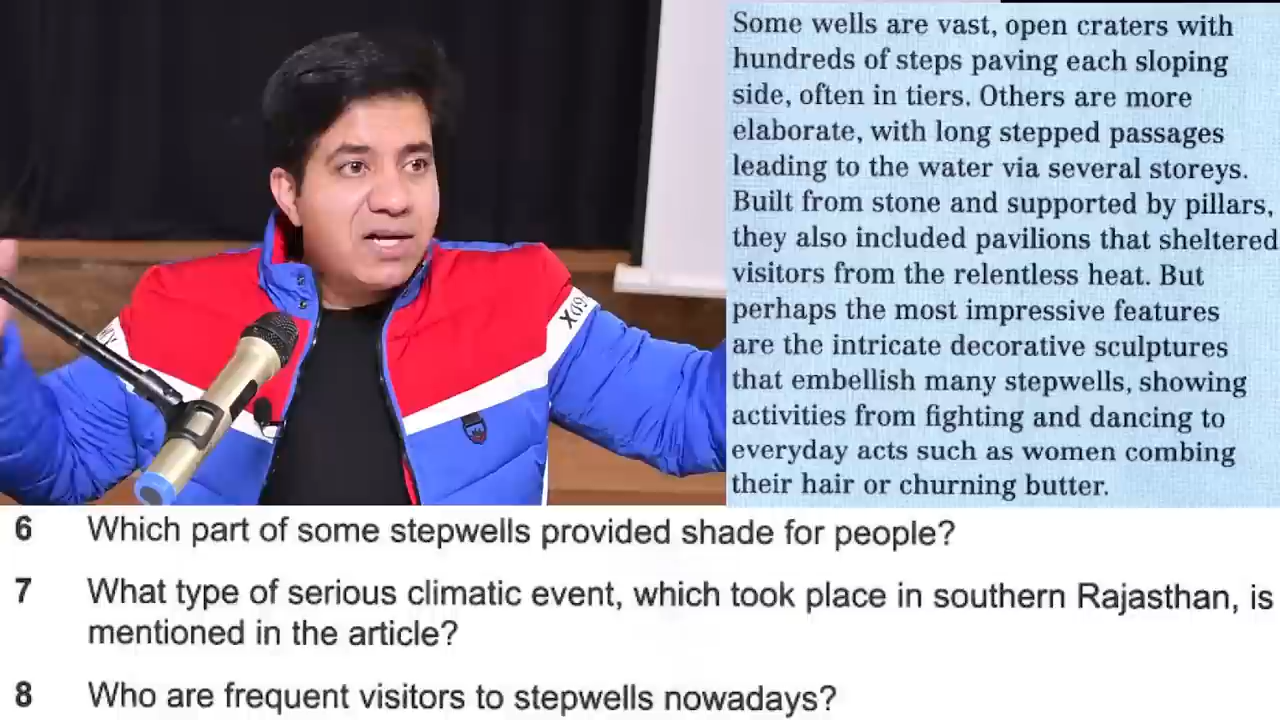 Some wells are vast, open craters with
hundreds of steps paving each sloping
side, often in tiers. Others are more
elaborate, with long stepped passages
leading to the water via several storeys.
Built from stone and supported by pillars,
they also included pavilions that sheltered
visitors from the relentless heat. But
perhaps the most impressive features
are the intricate decorative sculptures
that embellish many stepwells, showing
activities from fighting and dancing to
everyday acts such as women combing
their hair or churning butter.
6 Which part of some stepwells provided shade for people?
7 What type of serious climatic event, which took place in southern Rajasthan, is
mentioned in the article?
8 Who are frequent visitors to stepwells nowadays?